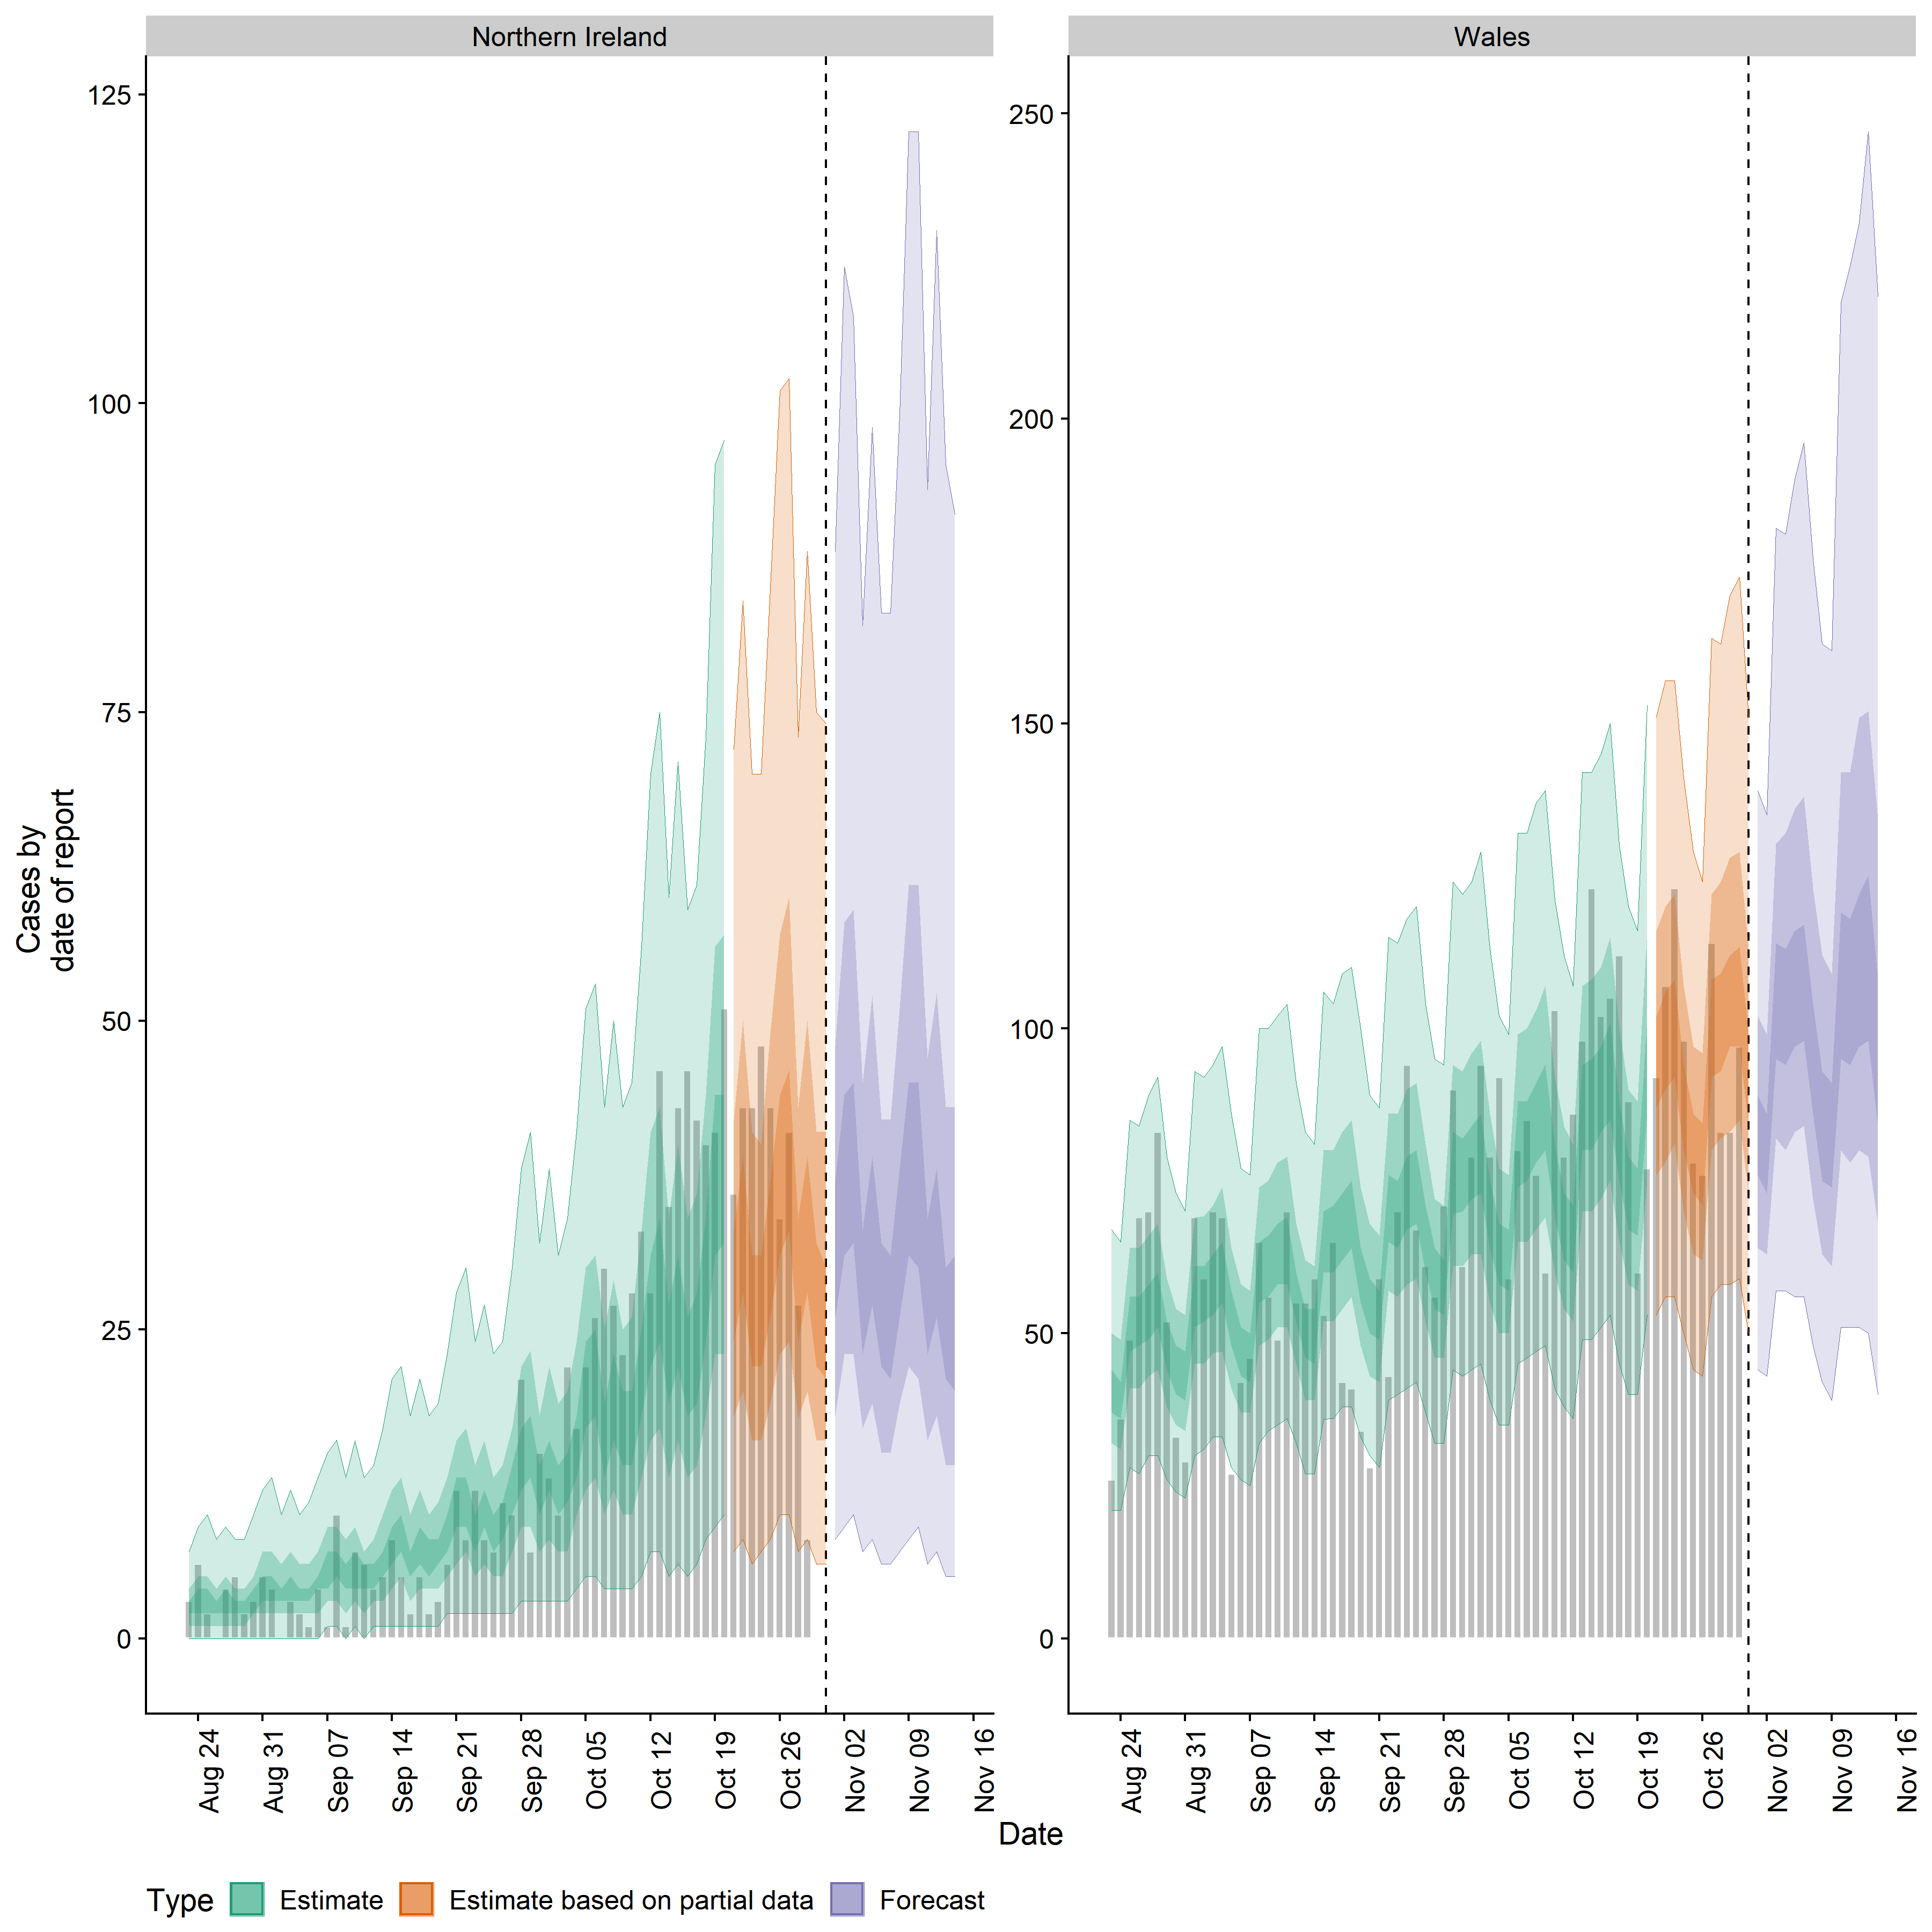 Northern Ireland
Wales
Cases by
date of report
125
100
75
50
25
0
250
200
150
100
50
0
Aug 24
Aug 31
Sep 07
Sep 14
Sep 21
Sep 28
Oct 05
Oct 12
Oct 19
Oct 26
Nov 02
Nov 09
Nov 16
Aug 24
Aug 31
Sep 07
Sep 14
Sep 21
Sep 28
Oct 05
Oct 12
Oct 19
Oct 26
Nov 02
Nov 09
Nov 16
Date
Type Estimate Estimate based on partial data Forecast